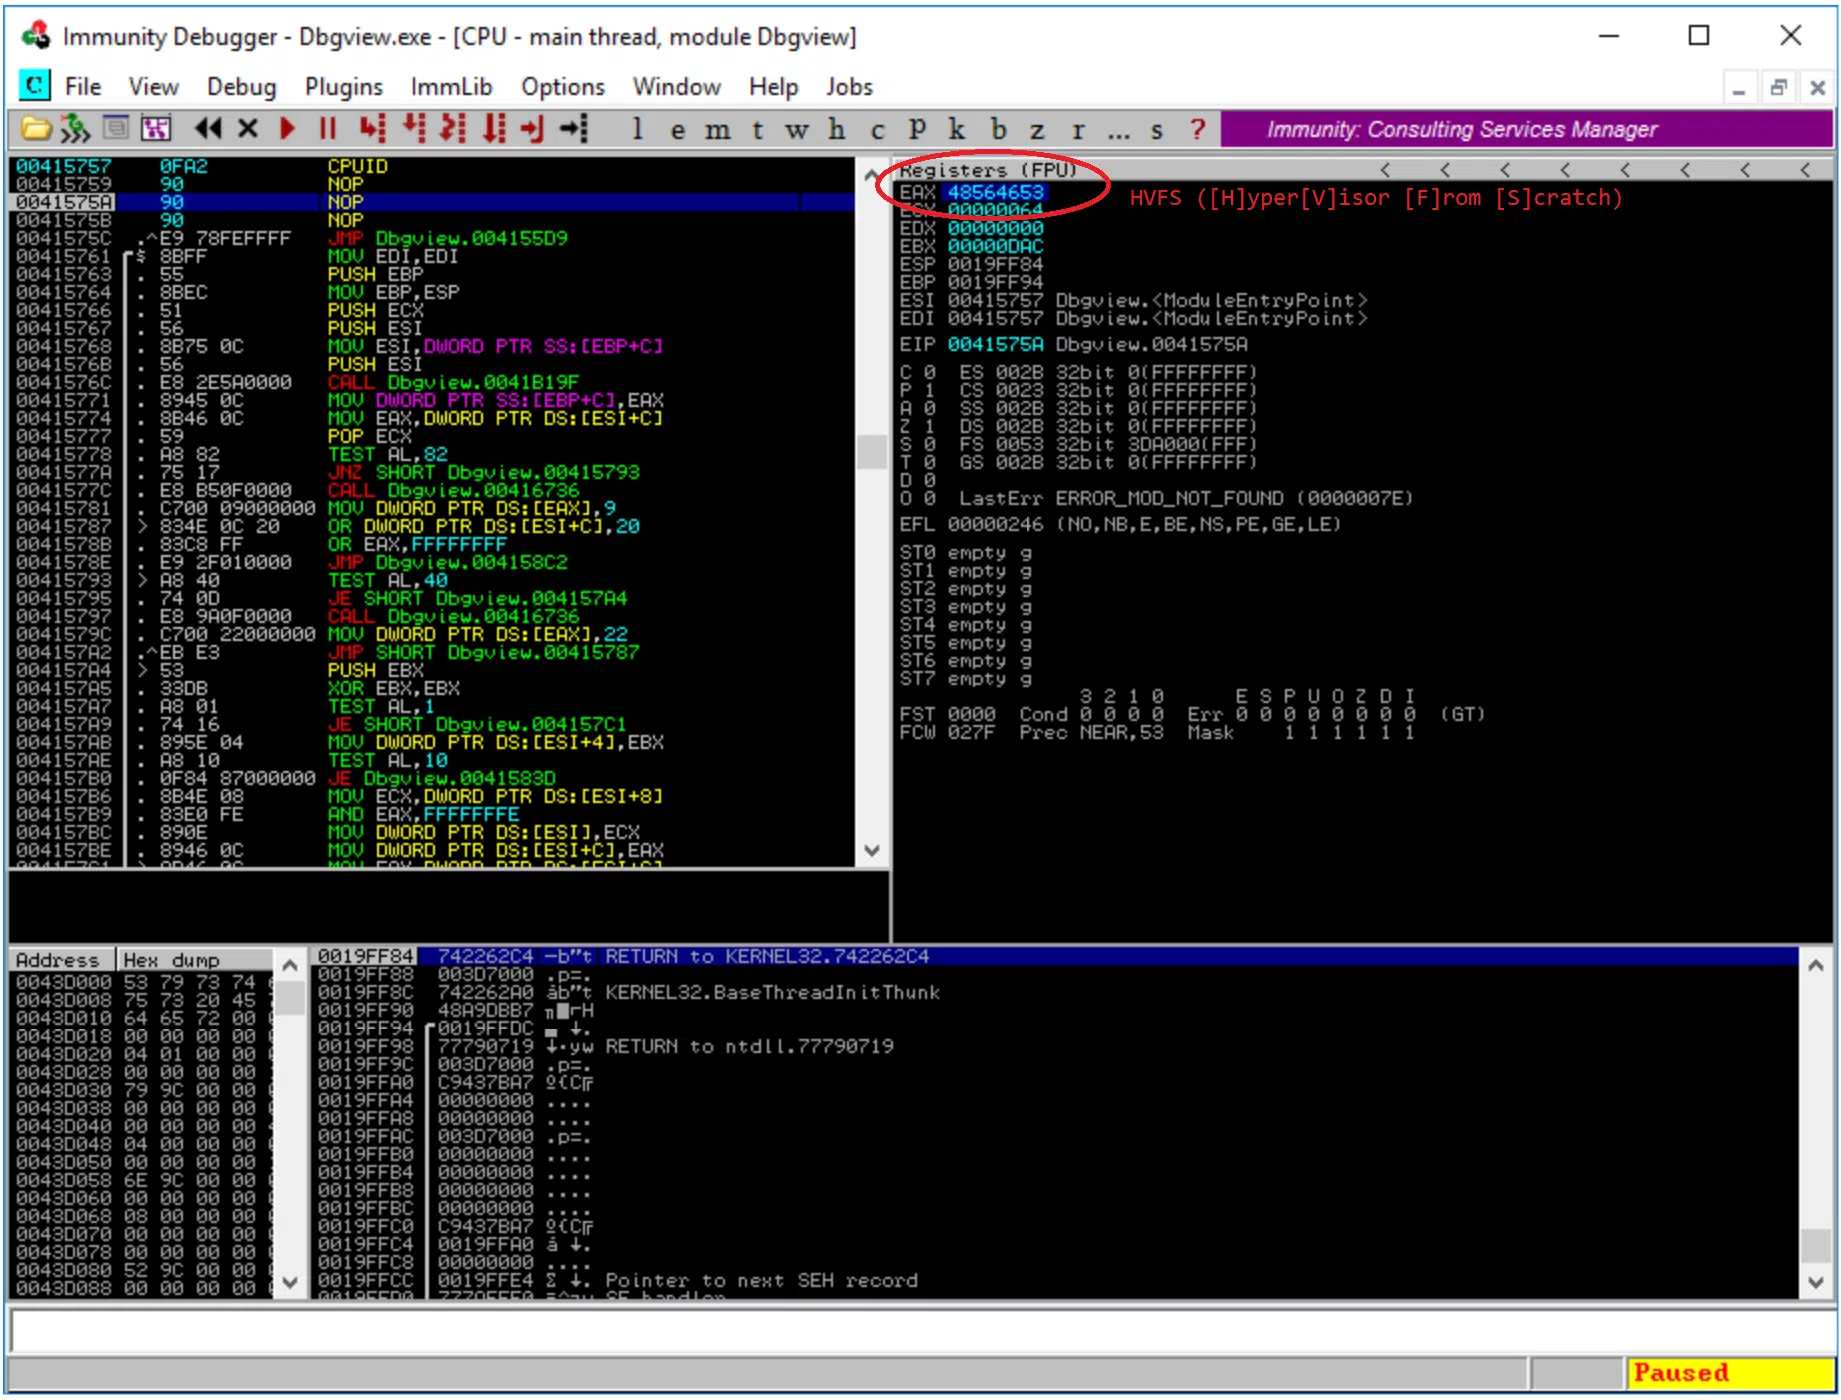 Immunity Debugger - Dbgview.exe - [CPU - main thread, module Dbgview]
C File View Debug Plugins ImmLib Options Window Help Jobs
l e m t w h c P k b z r ... s ? Immunity: Consulting Services Manager
00415757 0FA2 CPUID
00415759 90 NOP
0041575A 90 NOP
0041575B 90 NOP
0041575C .^E9 78FEFFFF JMP Dbgview.004155D9
00415761 $ 8BFF MOV EDI,EDI
00415763 . 55 PUSH EBP
00415764 . 8BEC MOV EBP,ESP
00415766 . 51 PUSH ECX
00415767 . 56 PUSH ESI
00415768 . 8B75 0C MOV ESI,DWORD PTR SS:[EBP+C]
0041576B . 56 PUSH ESI
0041576C . E8 2E5A0000 CALL Dbgview.0041B19F
00415771 . 8945 0C MOV DWORD PTR SS:[EBP+C],EAX
00415774 . 8B46 0C MOV EAX,DWORD PTR DS:[ESI+C]
00415777 . 59 POP ECX
00415778 . A8 82 TEST AL,82
0041577A . 75 17 JNZ SHORT Dbgview.00415793
0041577C . E8 B50F0000 CALL Dbgview.00416736
00415781 . C700 09000000 MOV DWORD PTR DS:[EAX],9
00415787 > 834E 0C 20 OR DWORD PTR DS:[ESI+C],20
0041578B . 83C8 FF OR EAX,FFFFFFFF
0041578E . E9 2F010000 JMP Dbgview.004158C2
00415793 > A8 40 TEST AL,40
00415795 . 74 0D JE SHORT Dbgview.004157A4
00415797 . E8 9A0F0000 CALL Dbgview.00416736
0041579C . C700 22000000 MOV DWORD PTR DS:[EAX],22
004157A2 .^EB E3 JMP SHORT Dbgview.00415787
004157A4 > 53 PUSH EBX
004157A5 . 33DB XOR EBX,EBX
004157A7 . A8 01 TEST AL,1
004157A9 . 74 16 JE SHORT Dbgview.004157C1
004157AB . 895E 04 MOV DWORD PTR DS:[ESI+4],EBX
004157AE . A8 10 TEST AL,10
004157B0 . 0F84 87000000 JE Dbgview.0041583D
004157B6 . 8B4E 08 MOV ECX,DWORD PTR DS:[ESI+8]
004157B9 . 83E0 FE AND EAX,FFFFFFFE
004157BC . 890E MOV DWORD PTR DS:[ESI],ECX
004157BE . 8946 0C MOV DWORD PTR DS:[ESI+C],EAX
Registers (FPU) < < < < < < < <
EAX 48564653 HVFS ([H]yper[V]isor [F]rom [S]cratch)
ECX 00000064
EDX 00000000
EBX 00000DAC
ESP 0019FF84
EBP 0019FF94
ESI 00415757 Dbgview.<ModuleEntryPoint>
EDI 00415757 Dbgview.<ModuleEntryPoint>
EIP 0041575A Dbgview.0041575A
C 0 ES 002B 32bit 0(FFFFFFFF)
P 1 CS 0023 32bit 0(FFFFFFFF)
A 0 SS 002B 32bit 0(FFFFFFFF)
Z 1 DS 002B 32bit 0(FFFFFFFF)
S 0 FS 0053 32bit 3DA000(FFF)
T 0 GS 002B 32bit 0(FFFFFFFF)
D 0
O 0 LastErr ERROR_MOD_NOT_FOUND (0000007E)
EFL 00000246 (NO,NB,E,BE,NS,PE,GE,LE)
ST0 empty g
ST1 empty g
ST2 empty g
ST3 empty g
ST4 empty g
ST5 empty g
ST6 empty g
ST7 empty g
3 2 1 0 E S P U O Z D I
FST 0000 Cond 0 0 0 0 Err 0 0 0 0 0 0 0 0 (GT)
FCW 027F Prec NEAR,53 Mask 1 1 1 1 1 1
Address Hex dump
0043D000 53 79 73 74
0043D008 75 73 20 45
0043D010 64 65 72 00
0043D018 00 00 00 00
0043D020 04 01 00 00
0043D028 00 00 00 00
0043D030 79 9C 00 00
0043D038 00 00 00 00
0043D040 00 00 00 00
0043D048 04 00 00 00
0043D050 00 00 00 00
0043D058 6E 9C 00 00
0043D060 00 00 00 00
0043D068 08 00 00 00
0043D070 00 00 00 00
0043D078 00 00 00 00
0043D080 52 9C 00 00
0043D088 00 00 00 00
0019FF84 742262C4 —b"t RETURN to KERNEL32.742262C4
0019FF88 003D7000 .p=.
0019FF8C 742262A0 áb"t KERNEL32.BaseThreadInitThunk
0019FF90 48A9DBB7
0019FF94 0019FFDC
0019FF98 77790719 ↓•yw RETURN to ntdll.77790719
0019FF9C 003D7000 .p=.
0019FFA0 C9437BA7 º{C╔
0019FFA4 00000000 ....
0019FFA8 00000000 ....
0019FFAC 003D7000 .p=.
0019FFB0 00000000 ....
0019FFB4 00000000 ....
0019FFB8 00000000 ....
0019FFBC 00000000 ....
0019FFC0 C9437BA7 º{C╔
0019FFC4 0019FFA0 á ↓.
0019FFC8 00000000 ....
0019FFCC 0019FFE4 Σ ↓. Pointer to next SEH record
Paused